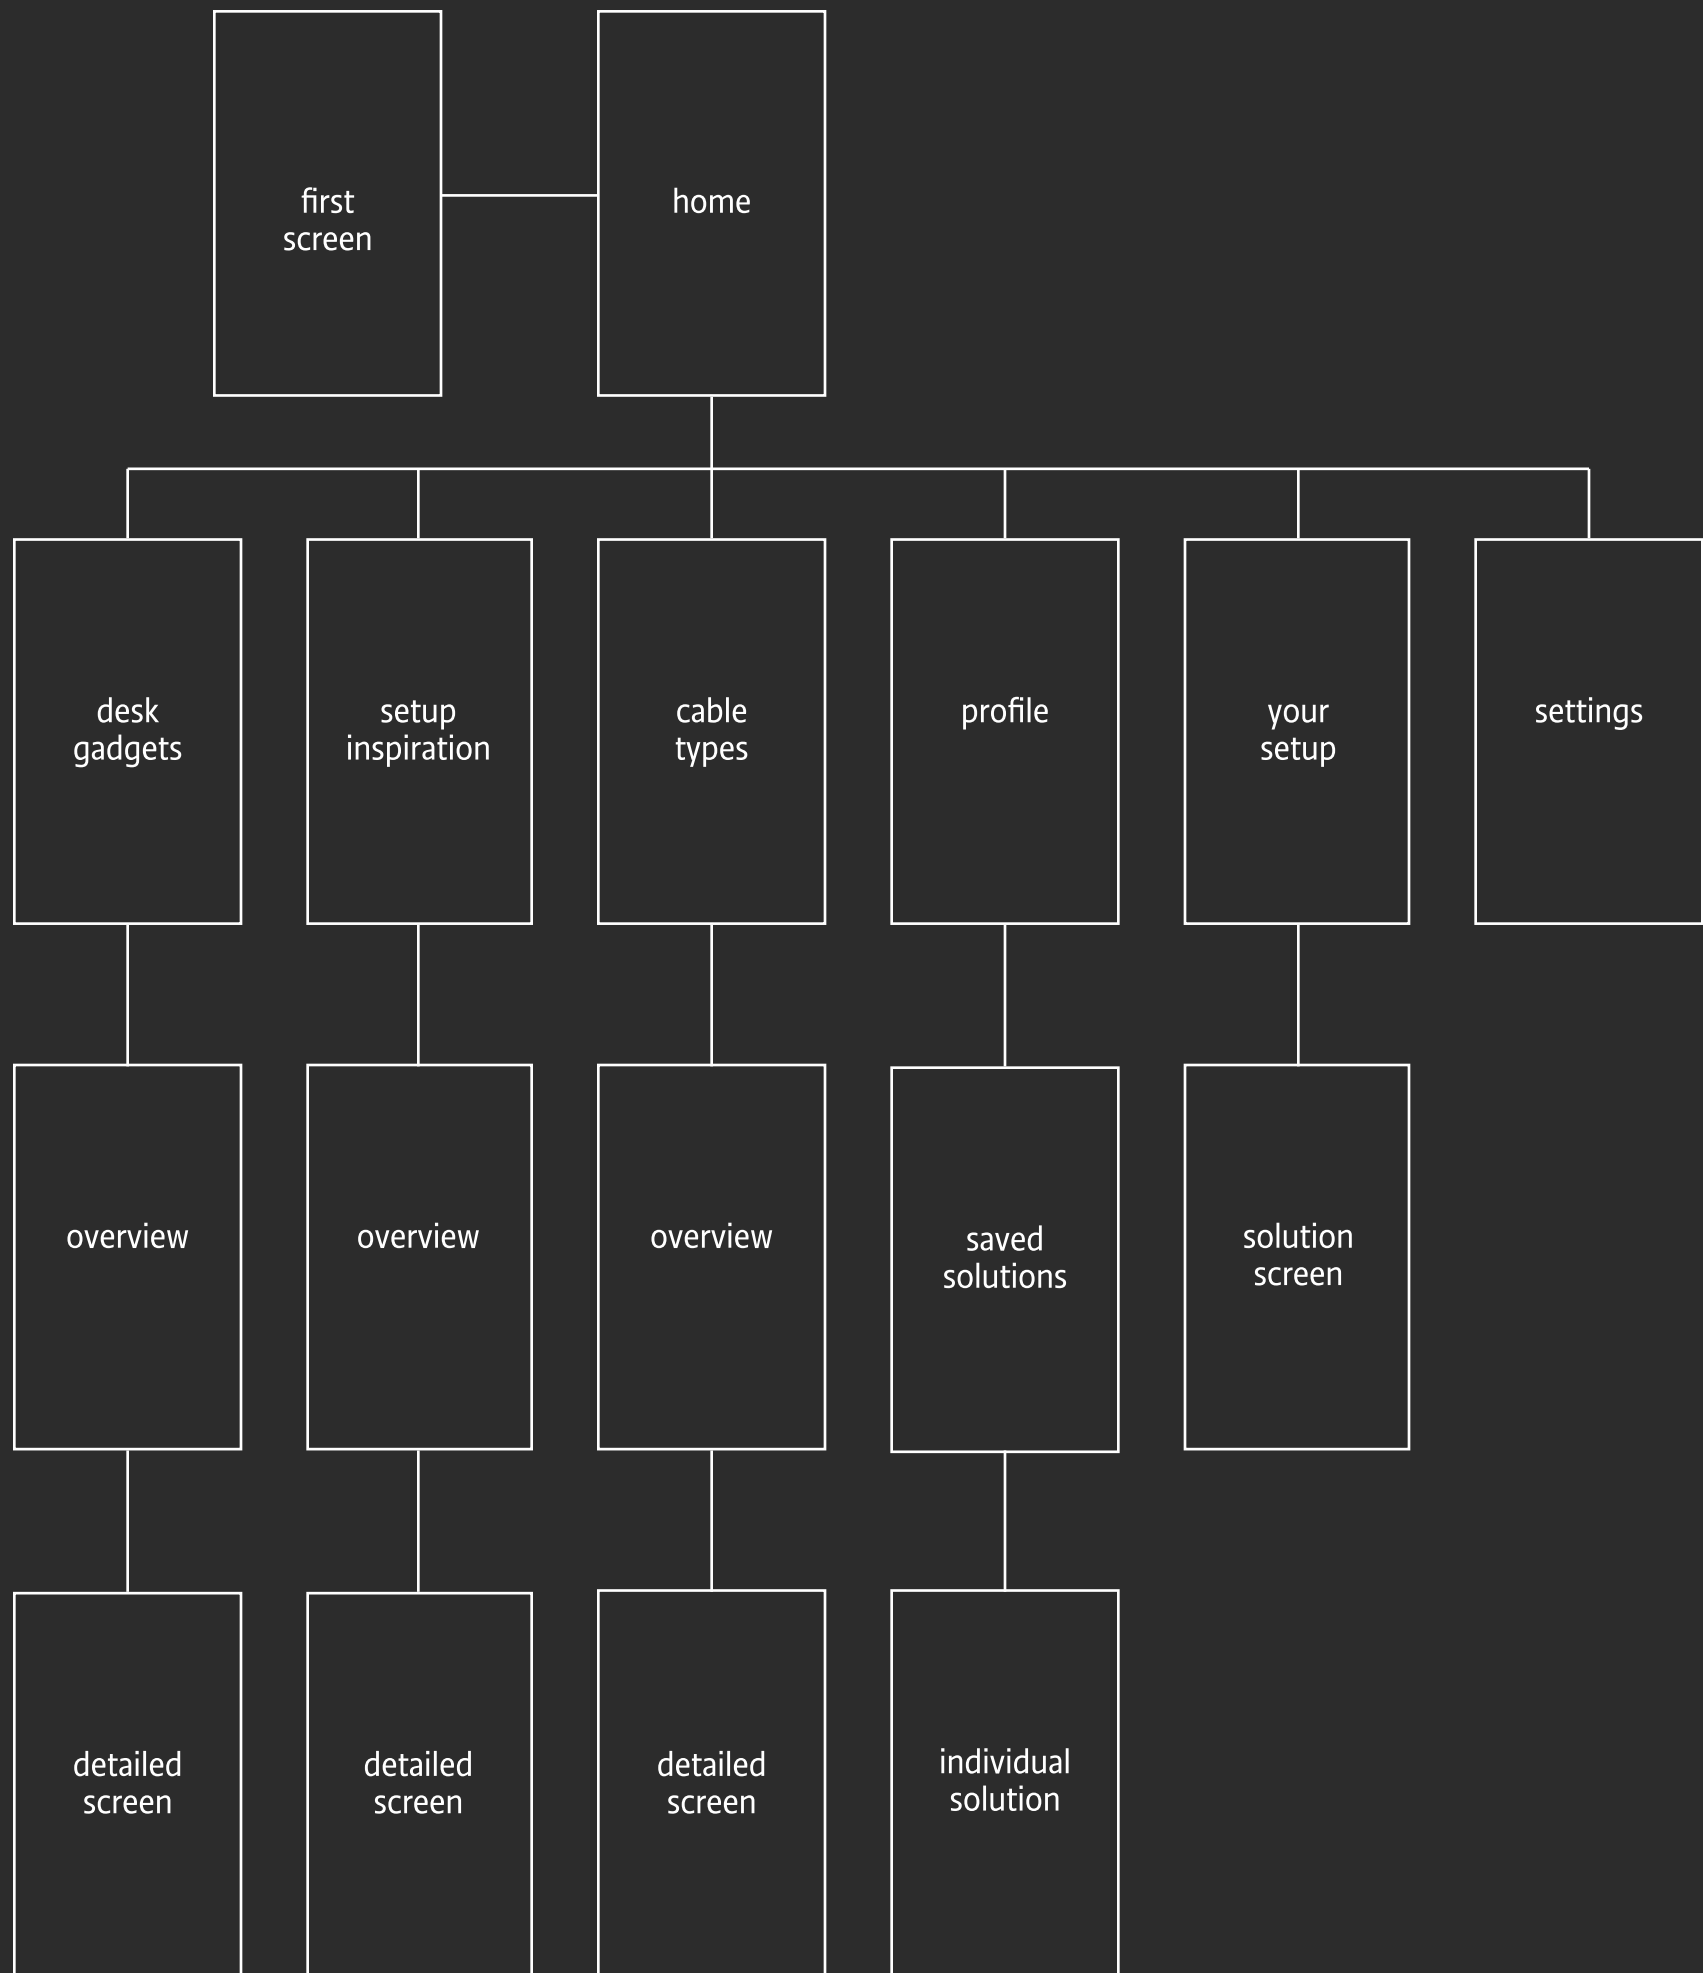 first
screen
home
desk
gadgets
setup
inspiration
cable
types
profile
your
setup
settings
overview
overview
overview
saved
solutions
solution
screen
detailed
screen
detailed
screen
detailed
screen
individual
solution